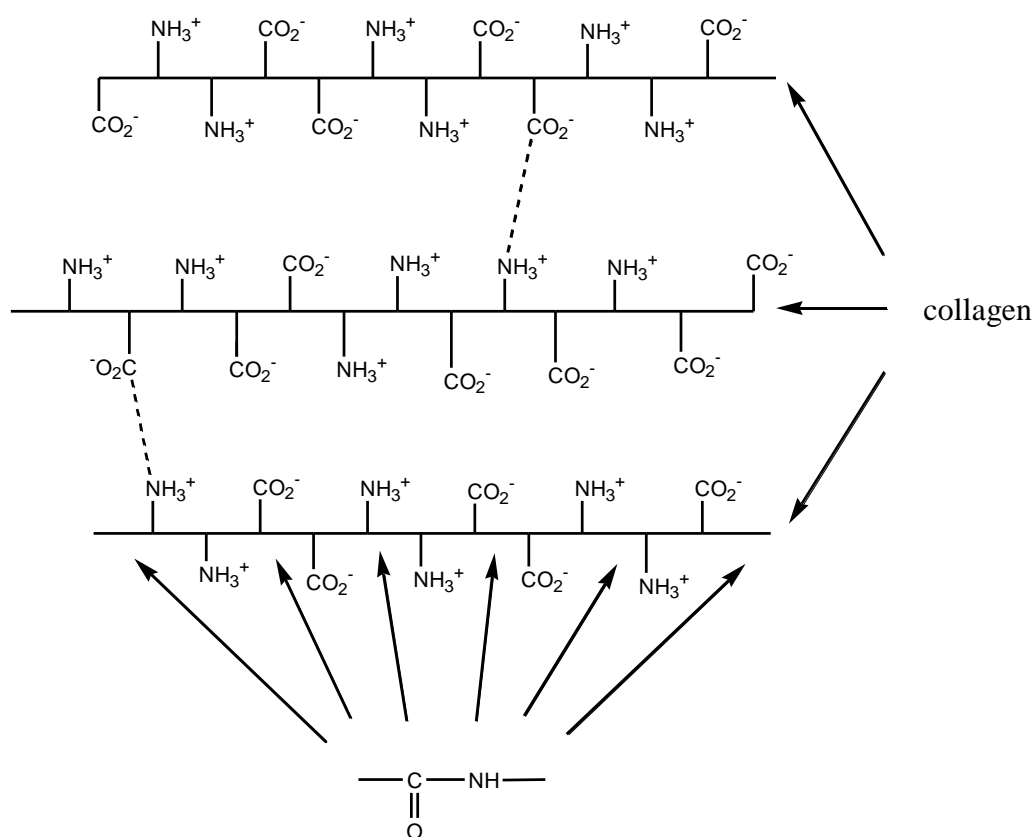 NH₃⁺ CO₂⁻ NH₃⁺ CO₂⁻ NH₃⁺ CO₂⁻
CO₂⁻ NH₃⁺ CO₂⁻ NH₃⁺ CO₂⁻ NH₃⁺
NH₃⁺ NH₃⁺ CO₂⁻ NH₃⁺ NH₃⁺ NH₃⁺ CO₂⁻
collagen
⁻O₂C CO₂⁻ NH₃⁺ CO₂⁻ CO₂⁻ CO₂⁻
NH₃⁺ CO₂⁻ NH₃⁺ CO₂⁻ NH₃⁺ CO₂⁻
NH₃⁺ CO₂⁻ NH₃⁺ CO₂⁻ NH₃⁺
C NH
O